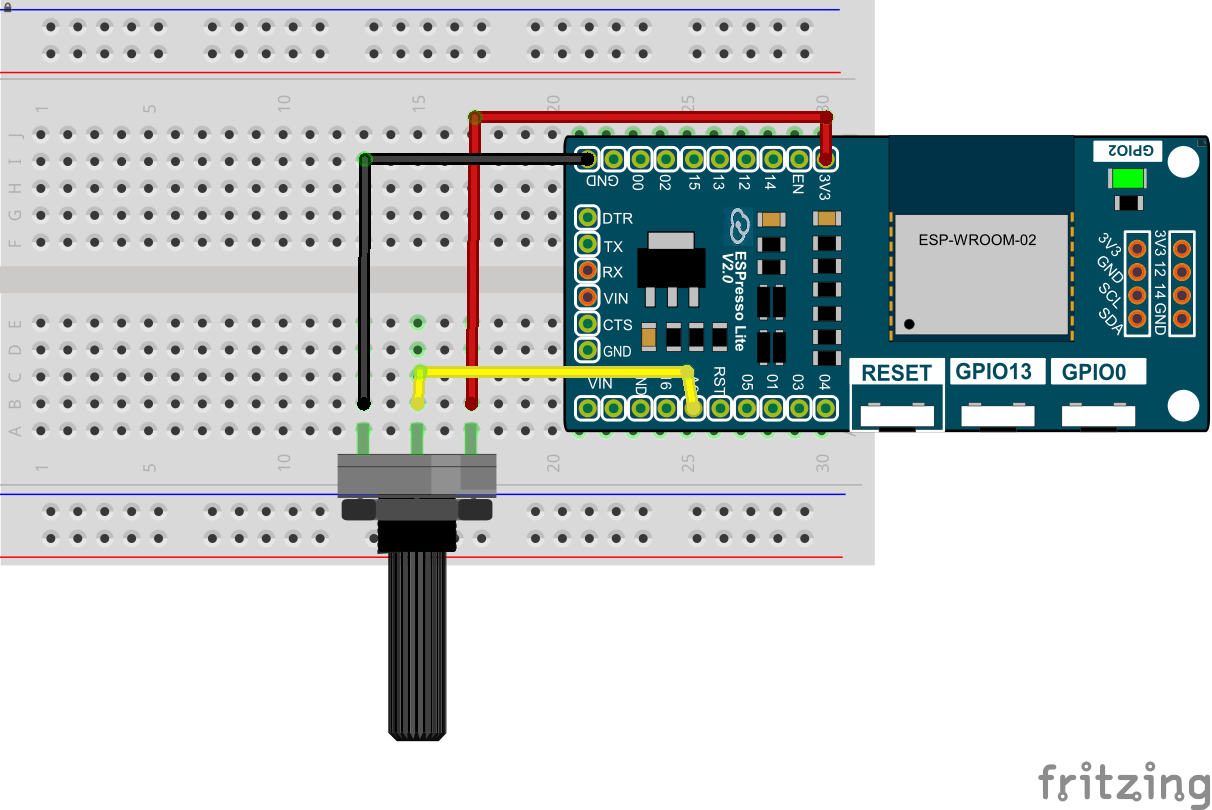 1 5 10 15 20 25 30
J
I
H
G
F
E
D
C
B
A
GND 00 02 15 13 12 14 EN 3V3
DTR
TX
RX
VIN
CTS
GND
ESPresso Lite
V2.0
VIN ND 16 RST 05 01 03 04
ESP-WROOM-02
GPIO2
3V3 GND SCL SDA
3V3 12 14 GND
RESET GPIO13 GPIO0
1 5 10 15 20 25 30
fritzing